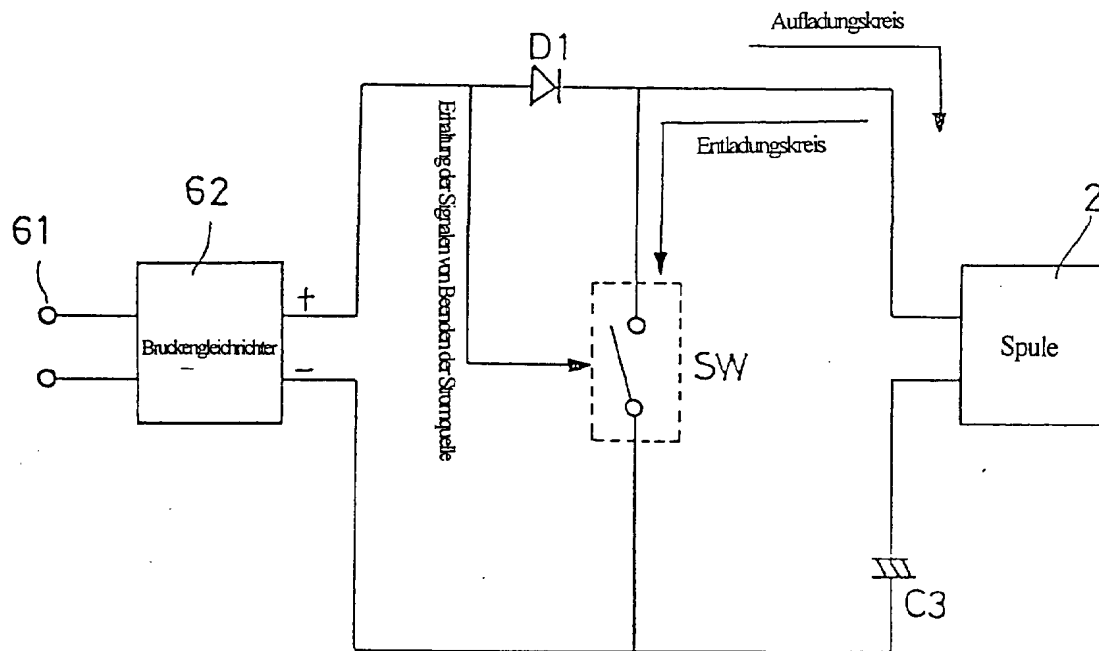 Aufladungskreis
D1
Erhaltung der Signalen von Beenden der Stromquelle
Entladungskreis
62
2
61
+
Bruckengleichrichter
-
SW
Spule
C3